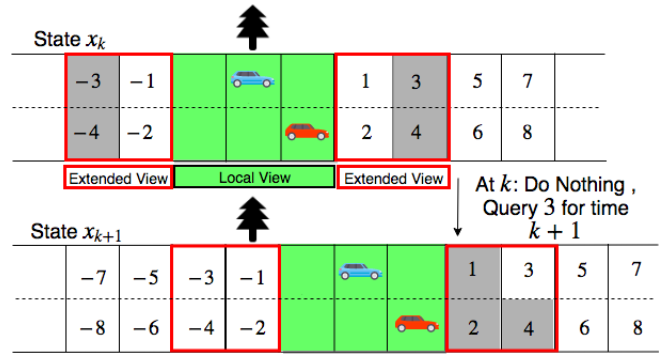 State x_k
−3 −1 1 3 5 7
−4 −2 2 4 6 8
Extended View Local View Extended View
At k: Do Nothing ,
Query 3 for time
k + 1
State x_{k+1}
−7 −5 −3 −1 1 3 5 7
−8 −6 −4 −2 2 4 6 8